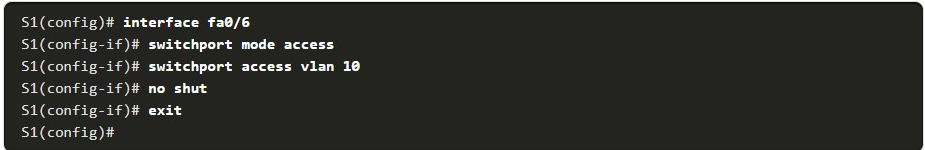 S1(config)# interface fa0/6
S1(config-if)# switchport mode access
S1(config-if)# switchport access vlan 10
S1(config-if)# no shut
S1(config-if)# exit
S1(config)#